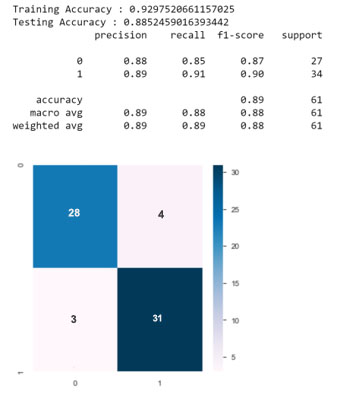 Training Accuracy : 0.9297520661157025
Testing Accuracy : 0.8852459016393442
precision recall f1-score support
0 0.88 0.85 0.87 27
1 0.89 0.91 0.90 34
accuracy 0.89 61
macro avg 0.89 0.88 0.88 61
weighted avg 0.89 0.89 0.88 61
0
28 4
3 31
1
0 1
30
25
20
15
10
5